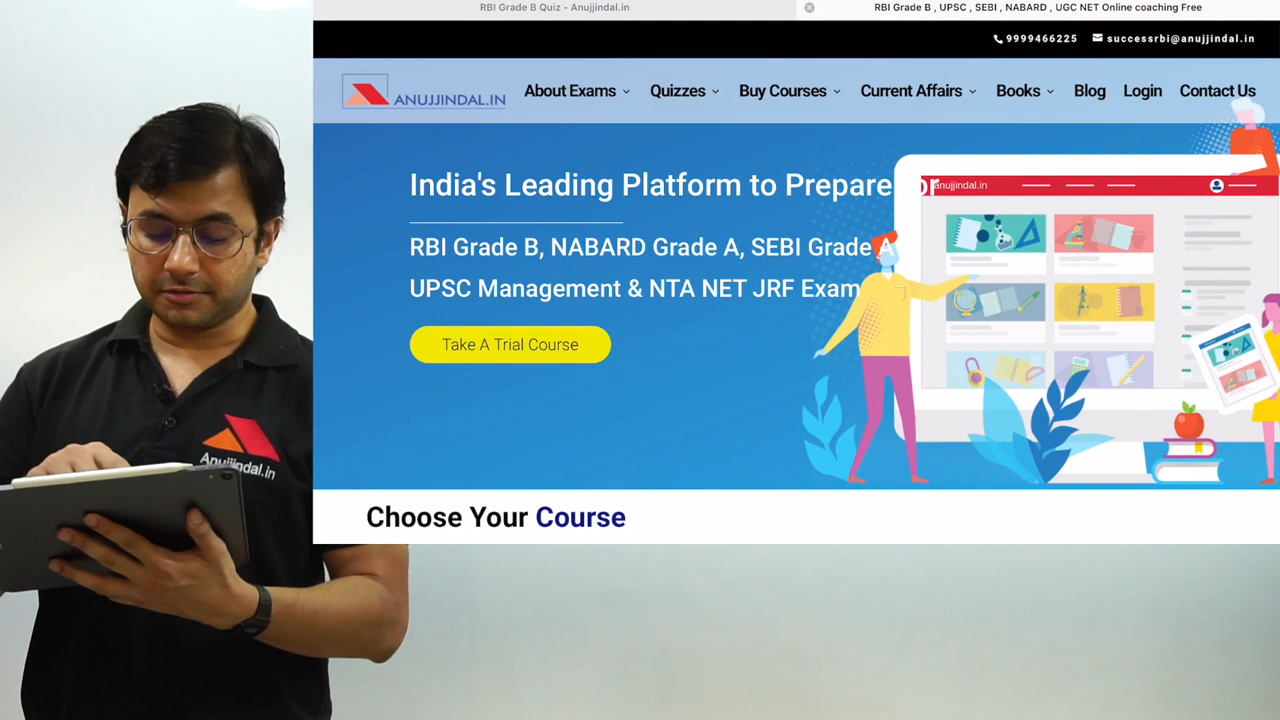 RBI Grade B Quiz - Anujjindal.in
RBI Grade B , UPSC , SEBI , NABARD , UGC NET Online coaching Free
9999466225 successrbi@anujjindal.in
ANUJJINDAL.IN About Exams Quizzes Buy Courses Current Affairs Books Blog Login Contact Us
India's Leading Platform to Prepare for
anujjindal.in
RBI Grade B, NABARD Grade A, SEBI Grade A
UPSC Management & NTA NET JRF Exam
Take A Trial Course
Choose Your Course
Anujjindal.in